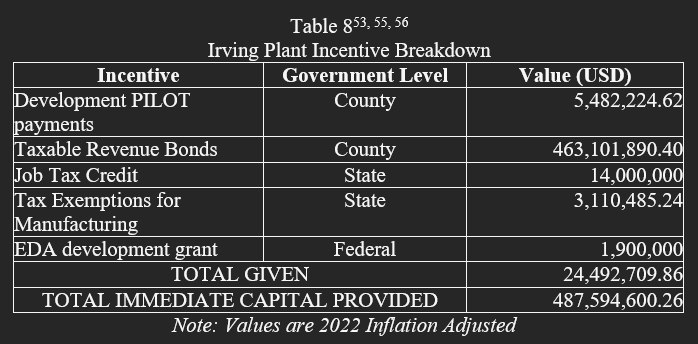 Table 8⁵³, ⁵⁵, ⁵⁶
Irving Plant Incentive Breakdown
Incentive Government Level Value (USD)
Development PILOT payments County 5,482,224.62
Taxable Revenue Bonds County 463,101,890.40
Job Tax Credit State 14,000,000
Tax Exemptions for Manufacturing State 3,110,485.24
EDA development grant Federal 1,900,000
TOTAL GIVEN 24,492,709.86
TOTAL IMMEDIATE CAPITAL PROVIDED 487,594,600.26
Note: Values are 2022 Inflation Adjusted